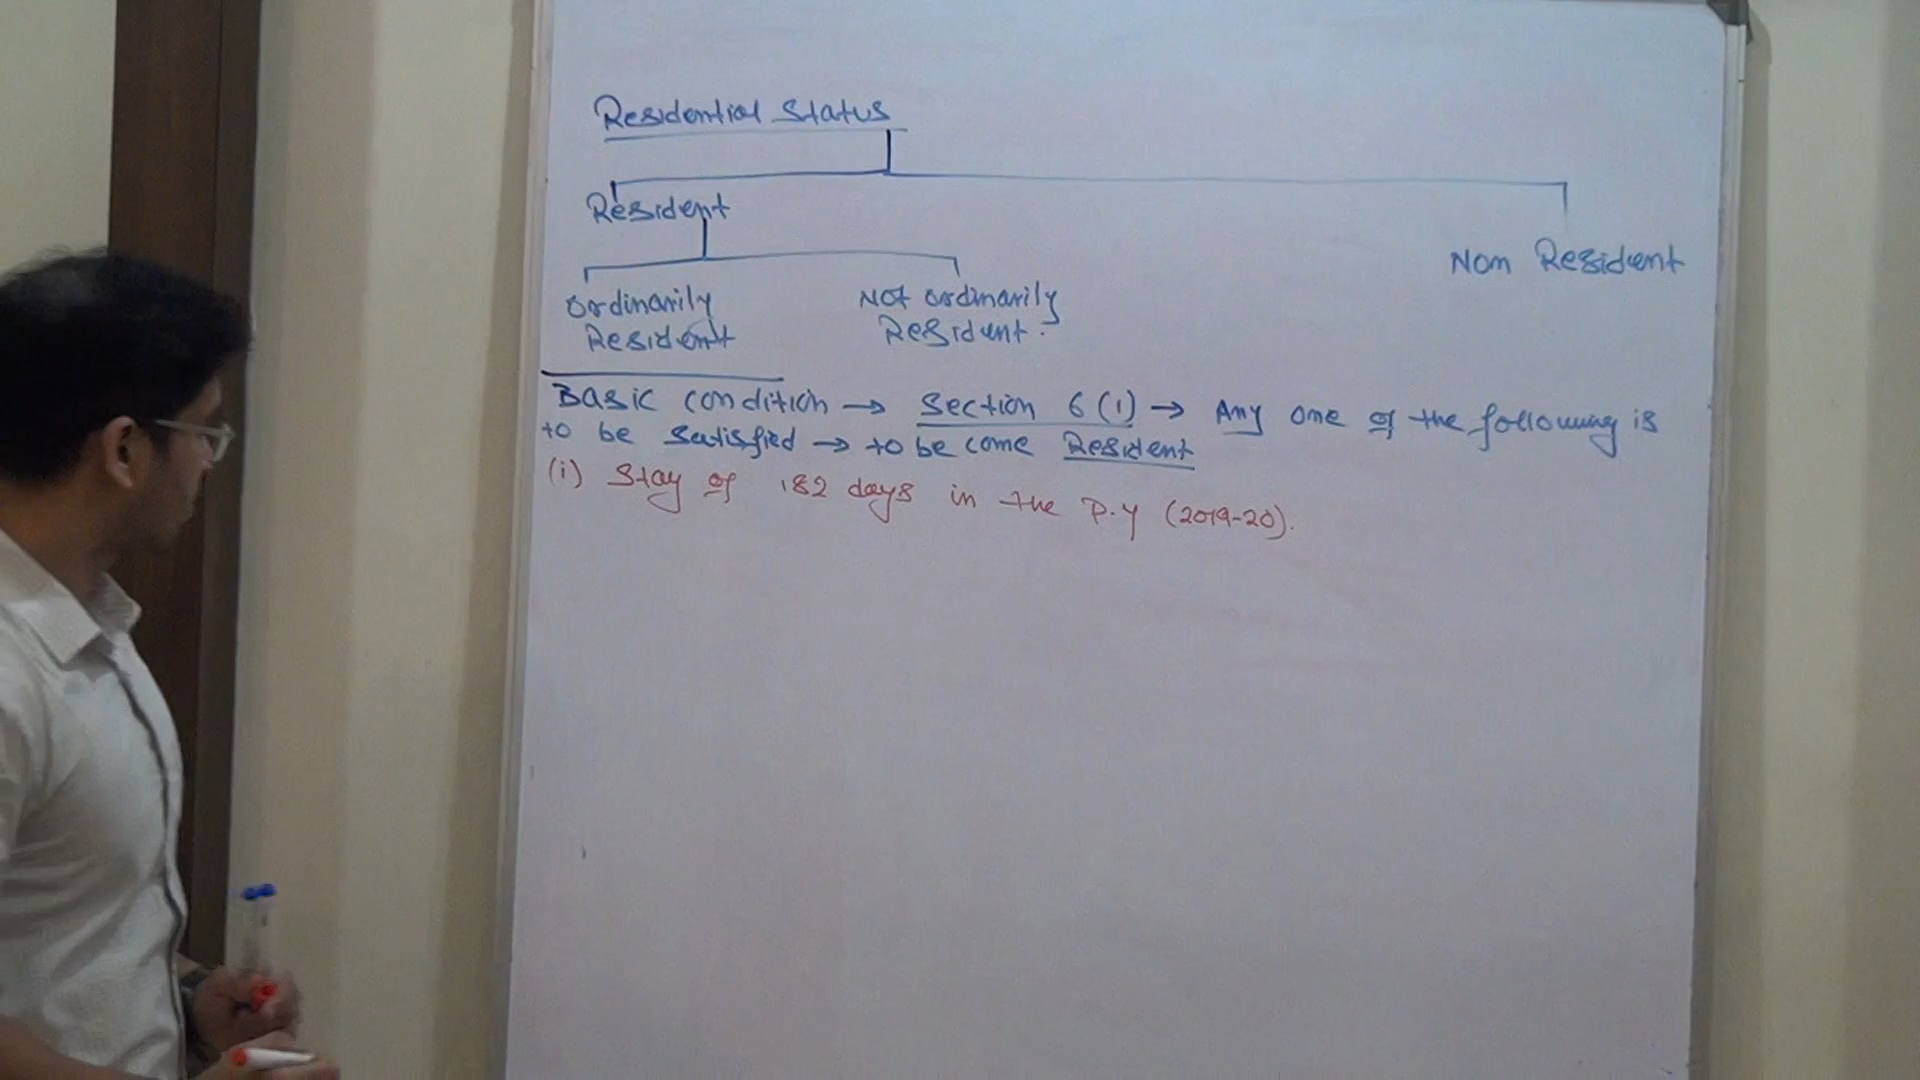 Residential Status
Resident
Non Resident
Ordinarily
Resident
Not ordinarily
Resident.
Basic condition → Section 6(1) → Any one of the following is
to be satisfied → to become Resident
(i) Stay of 182 days in the P.Y (2019-20).